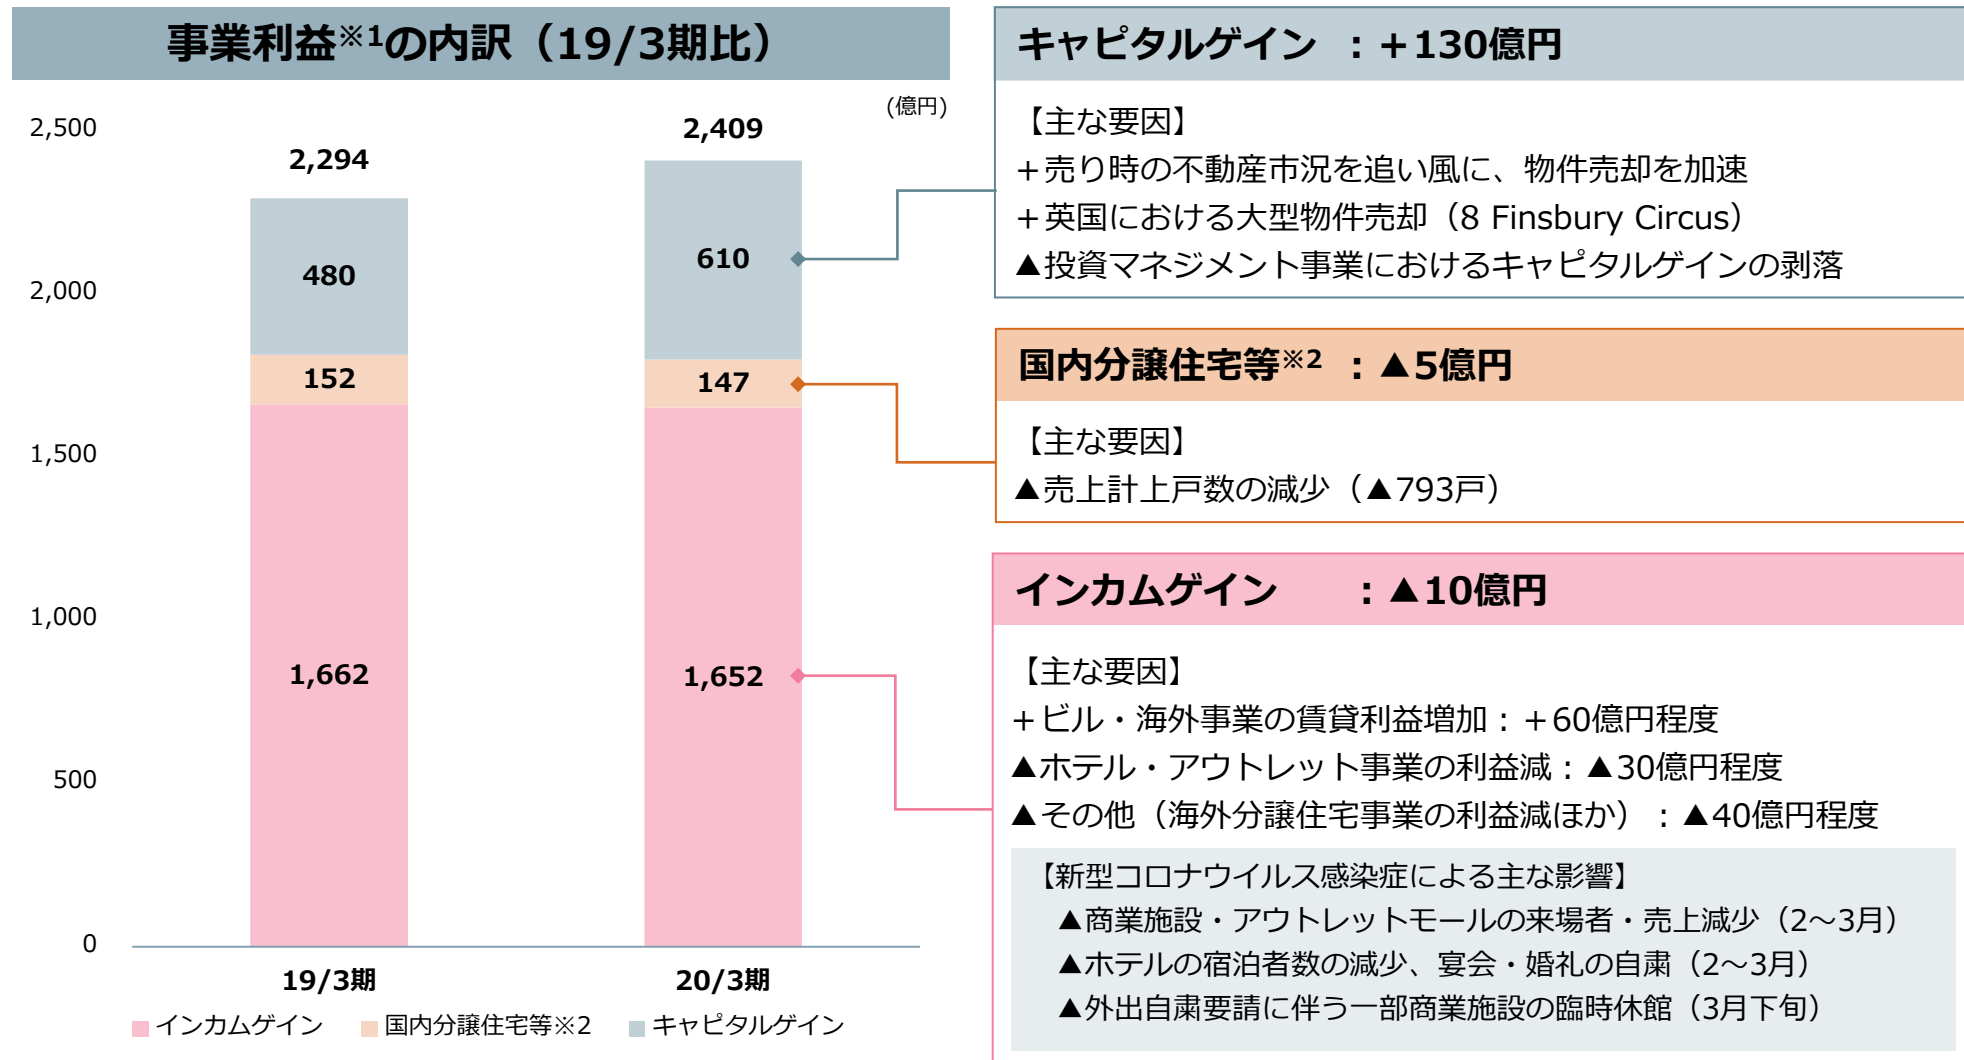 事業利益※1の内訳（19/3期比）
(億円)
2,500
2,000
1,500
1,000
500
0
2,294
480
152
1,662
2,409
610
147
1,652
19/3期
20/3期
インカムゲイン
国内分譲住宅等※2
キャピタルゲイン
キャピタルゲイン ：＋130億円
【主な要因】
＋売り時の不動産市況を追い風に、物件売却を加速
＋英国における大型物件売却（8 Finsbury Circus）
▲投資マネジメント事業におけるキャピタルゲインの剥落
国内分譲住宅等※2 ：▲5億円
【主な要因】
▲売上計上戸数の減少（▲793戸）
インカムゲイン ：▲10億円
【主な要因】
＋ビル・海外事業の賃貸利益増加：＋60億円程度
▲ホテル・アウトレット事業の利益減：▲30億円程度
▲その他（海外分譲住宅事業の利益減ほか）：▲40億円程度
【新型コロナウイルス感染症による主な影響】
▲商業施設・アウトレットモールの来場者・売上減少（2～3月）
▲ホテルの宿泊者数の減少、宴会・婚礼の自粛（2～3月）
▲外出自粛要請に伴う一部商業施設の臨時休館（3月下旬）